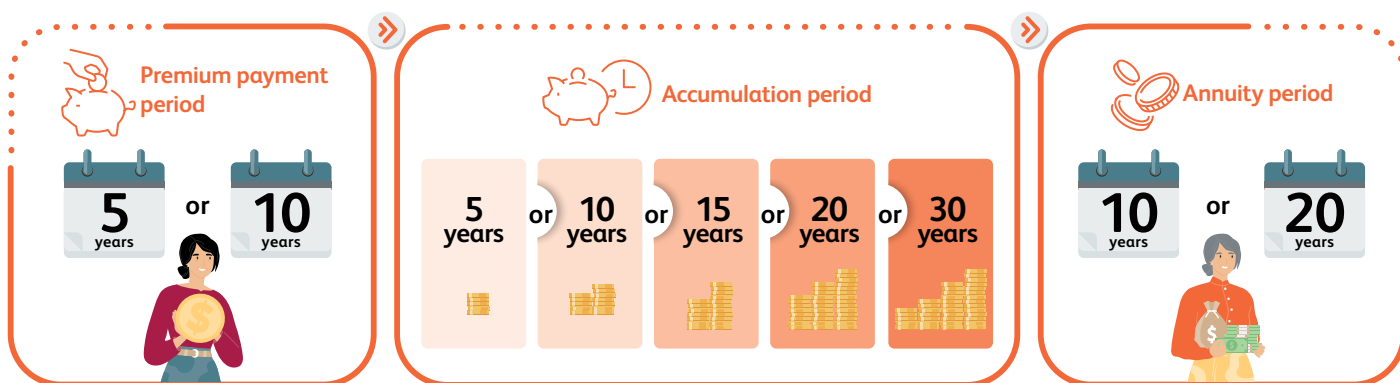 Premium payment
period
5
years
or
10
years
Accumulation period
5
years
or
10
years
or
15
years
or
20
years
or
30
years
Annuity period
10
years
or
20
years
$
$
$